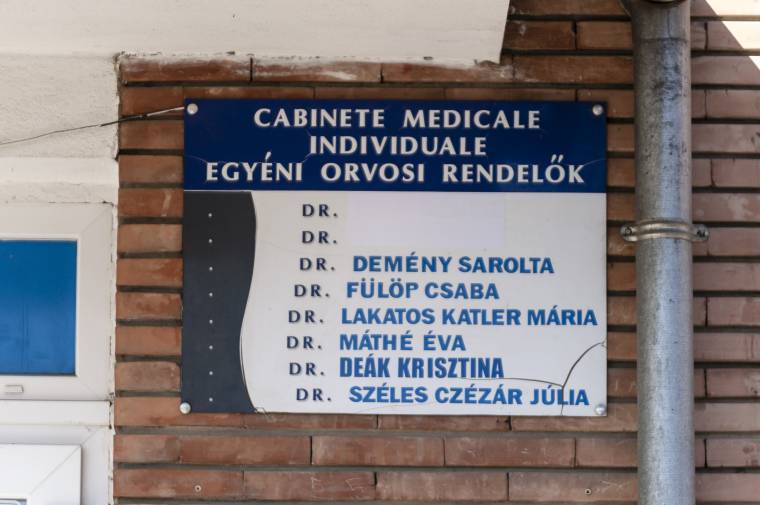 CABINETE MEDICALE
INDIVIDUALE
EGYÉNI ORVOSI RENDELŐK
DR.
DR.
DR. DEMÉNY SAROLTA
DR. FÜLÖP CSABA
DR. LAKATOS KATLER MÁRIA
DR. MÁTHÉ ÉVA
DR. DEÁK KRISZTINA
DR. SZÉLES CZÉZÁR JÚLIA